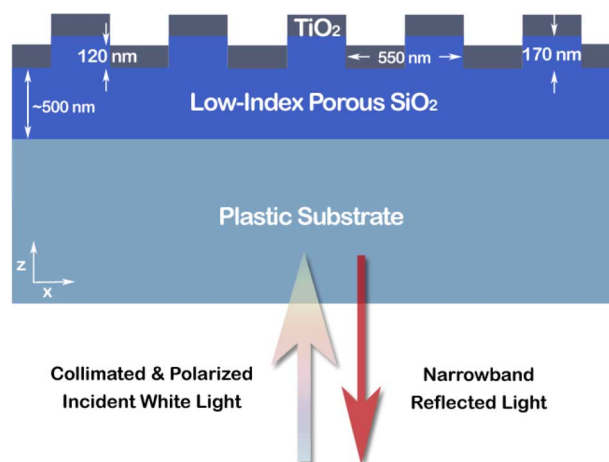 TiO₂
120 nm
550 nm
170 nm
~500 nm
Low-Index Porous SiO₂
Plastic Substrate
z
x
Collimated & Polarized
Incident White Light
Narrowband
Reflected Light